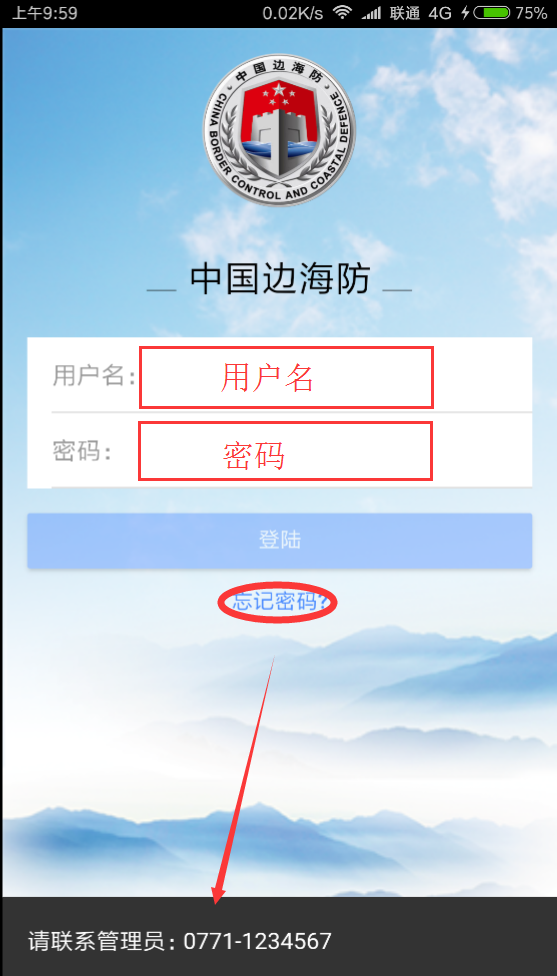 上午9:59 0.02K/s 联通 4G 75%
中国边海防
CHINA BORDER CONTROL AND COASTAL DEFENCE
中国边海防
用户名: 用户名
密码: 密码
登陆
忘记密码?
请联系管理员:0771-1234567